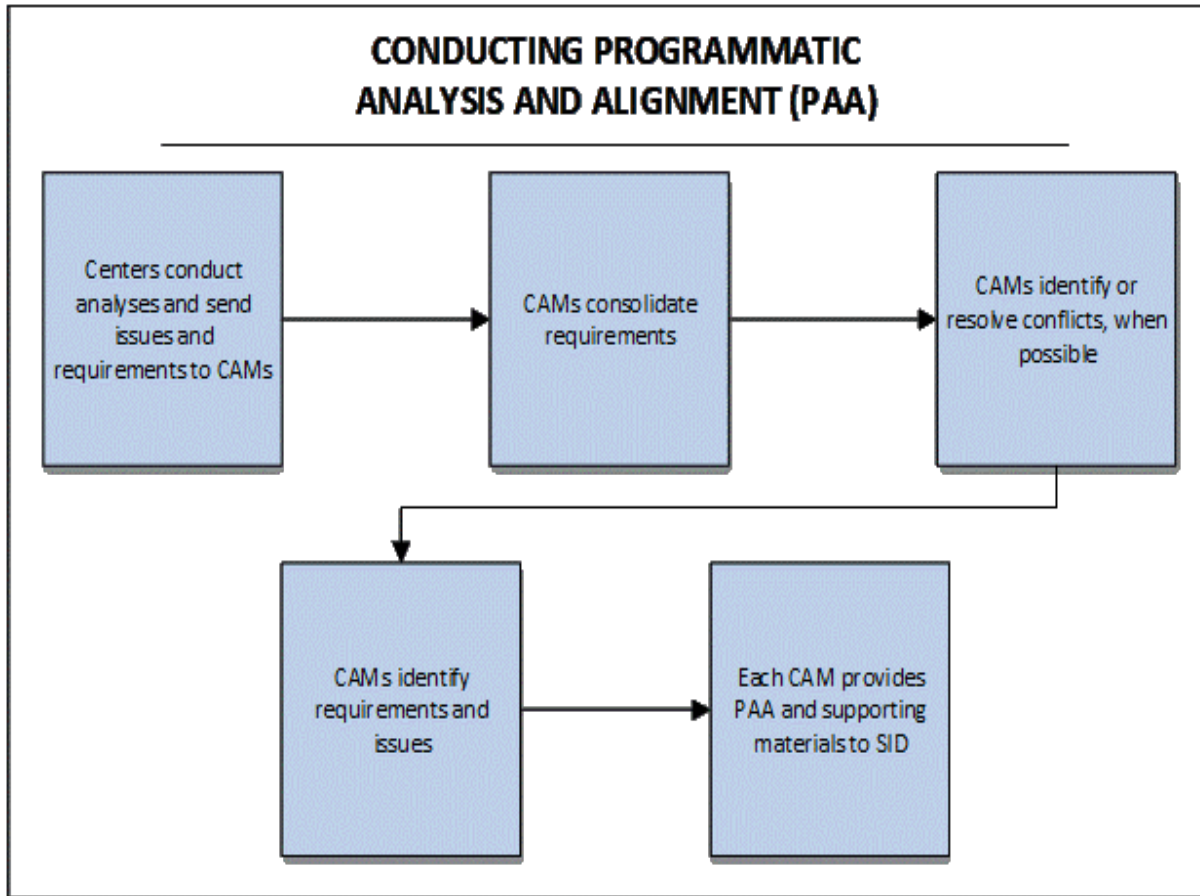 CONDUCTING PROGRAMMATIC
ANALYSIS AND ALIGNMENT (PAA)
Centers conduct
analyses and send
issues and
requirements to CAMs
CAMs consolidate
requirements
CAMs identify or
resolve conflicts, when
possible
CAMs identify
requirements and
issues
Each CAM provides
PAA and supporting
materials to SID